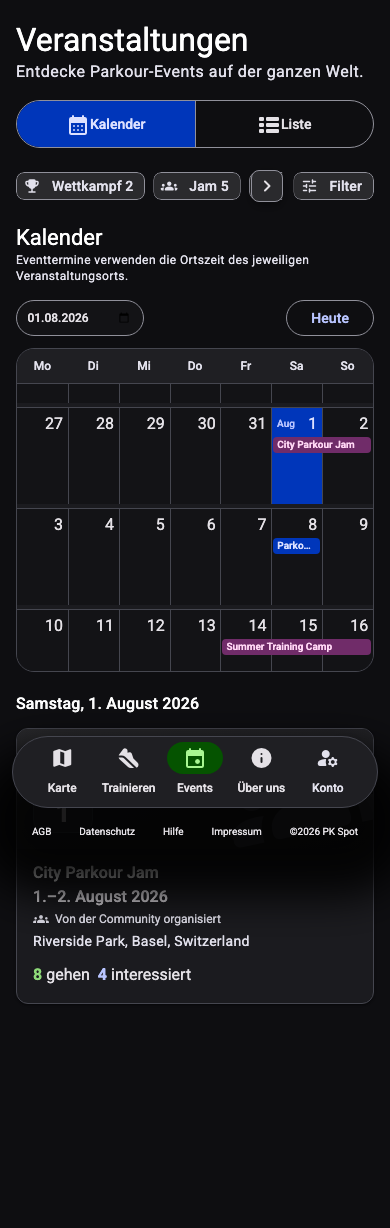 Veranstaltungen
Entdecke Parkour-Events auf der ganzen Welt.
Kalender
Liste
Wettkampf 2
Jam 5
Filter
Kalender
Eventtermine verwenden die Ortszeit des jeweiligen
Veranstaltungsorts.
01.08.2026
Heute
Mo Di Mi Do Fr Sa So
27 28 29 30 31 Aug 1 2
City Parkour Jam
3 4 5 6 7 8 9
Parko...
10 11 12 13 14 15 16
Summer Training Camp
Samstag, 1. August 2026
Karte Trainieren Events Über uns Konto
AGB Datenschutz Hilfe Impressum ©2026 PK Spot
City Parkour Jam
1.–2. August 2026
Von der Community organisiert
Riverside Park, Basel, Switzerland
8 gehen 4 interessiert